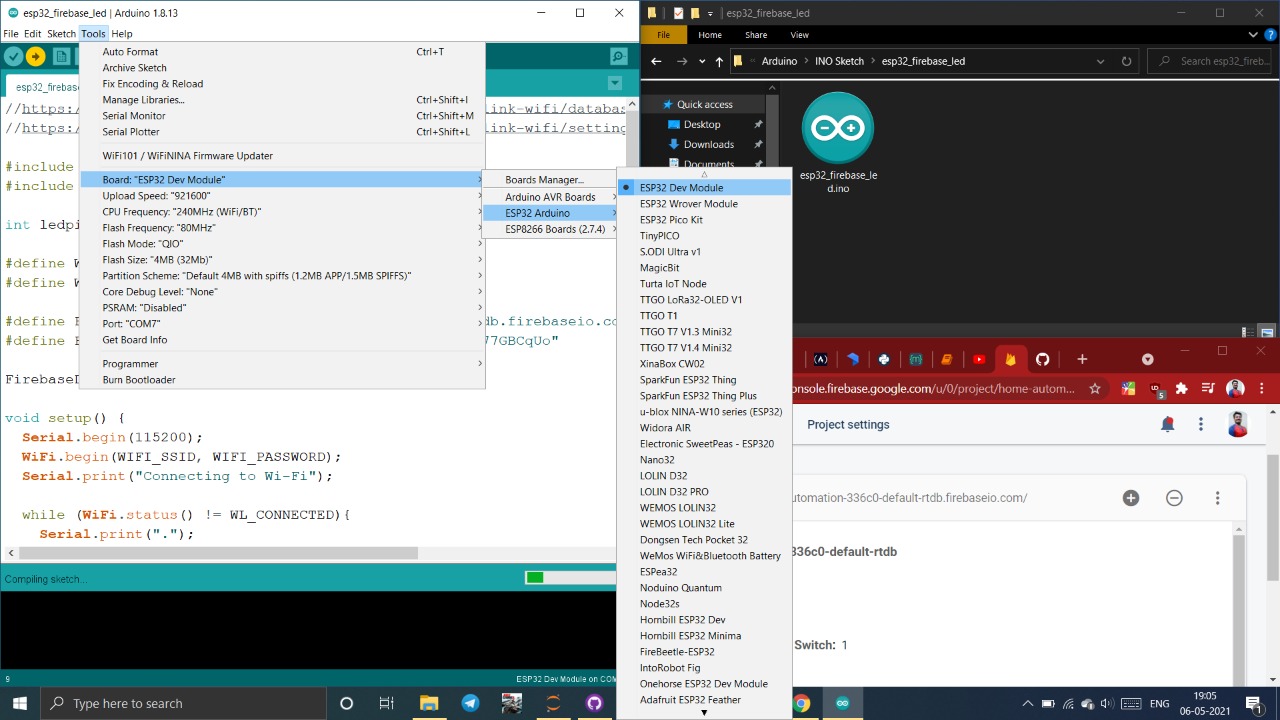 esp32_firebase_led | Arduino 1.8.13
File Edit Sketch Tools Help
esp32_firebase
//https:/
link-wifi/databas
//https:/
link-wifi/setting
#include
#include
int ledpi
#define W
#define W
#define
db.firebaseio.co
#define
77GBCqUo"
Firebase
void setup() {
Serial.begin(115200);
WiFi.begin(WIFI_SSID, WIFI_PASSWORD);
Serial.print("Connecting to Wi-Fi");
while (WiFi.status() != WL_CONNECTED){
Serial.print(".");
Compiling sketch...
9
ESP32 Dev Module on COM
Auto Format Ctrl+T
Archive Sketch
Fix Encoding & Reload
Manage Libraries... Ctrl+Shift+I
Serial Monitor Ctrl+Shift+M
Serial Plotter Ctrl+Shift+L
WiFi101 / WiFiNINA Firmware Updater
Board: "ESP32 Dev Module"
Upload Speed: "921600"
CPU Frequency: "240MHz (WiFi/BT)"
Flash Frequency: "80MHz"
Flash Mode: "QIO"
Flash Size: "4MB (32Mb)"
Partition Scheme: "Default 4MB with spiffs (1.2MB APP/1.5MB SPIFFS)"
Core Debug Level: "None"
PSRAM: "Disabled"
Port: "COM7"
Get Board Info
Programmer
Burn Bootloader
Boards Manager...
Arduino AVR Boards
ESP32 Arduino
ESP8266 Boards (2.7.4)
ESP32 Dev Module
ESP32 Wrover Module
ESP32 Pico Kit
TinyPICO
S.ODI Ultra v1
MagicBit
Turta IoT Node
TTGO LoRa32-OLED V1
TTGO T1
TTGO T7 V1.3 Mini32
TTGO T7 V1.4 Mini32
XinaBox CW02
SparkFun ESP32 Thing
SparkFun ESP32 Thing Plus
u-blox NINA-W10 series (ESP32)
Widora AIR
Electronic SweetPeas - ESP320
Nano32
LOLIN D32
LOLIN D32 PRO
WEMOS LOLIN32
WEMOS LOLIN32 Lite
Dongsen Tech Pocket 32
WeMos WiFi&Bluetooth Battery
ESPea32
Noduino Quantum
Node32s
Hornbill ESP32 Dev
Hornbill ESP32 Minima
FireBeetle-ESP32
IntoRobot Fig
Onehorse ESP32 Dev Module
Adafruit ESP32 Feather
esp32_firebase_led
File Home Share View
Arduino INO Sketch esp32_firebase_led
Search esp32_fireb...
Quick access
Desktop
Downloads
Documents
esp32_firebase_le
d.ino
console.firebase.google.com/u/0/project/home-autom...
5
Project settings
utomation-336c0-default-rtdb.firebaseio.com/
336c0-default-rtdb
Switch: 1
Type here to search
ENG
19:05
06-05-2021
1